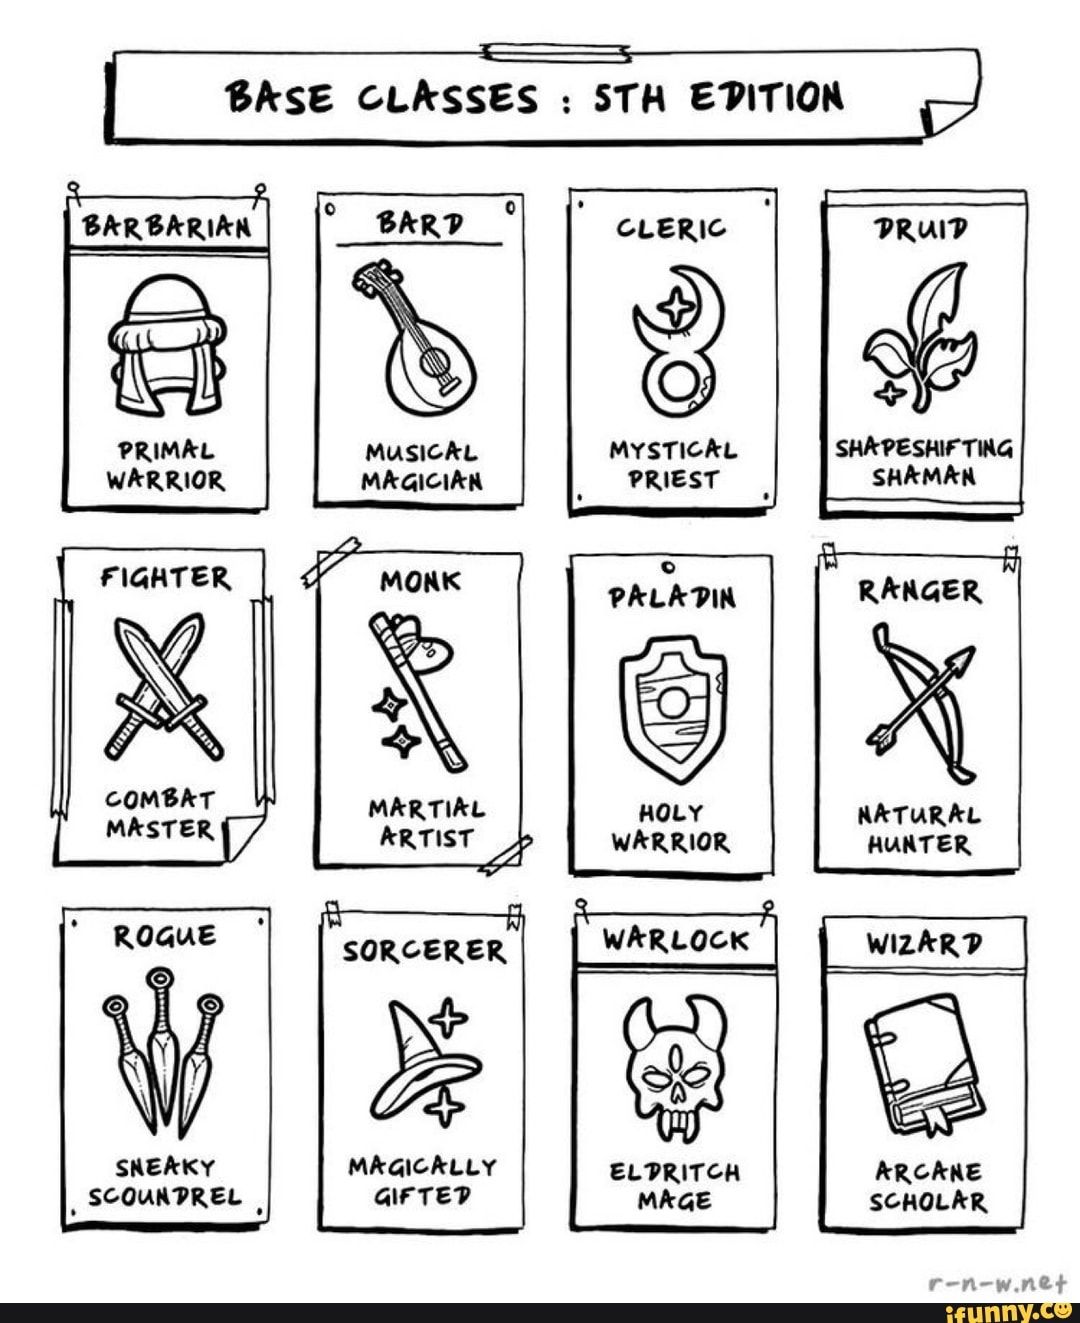 BASE CLASSES : 5TH EDITION
BARBARIAN
PRIMAL
WARRIOR
BARD
MUSICAL
MAGICIAN
CLERIC
MYSTICAL
PRIEST
DRUID
SHAPESHIFTING
SHAMAN
FIGHTER
COMBAT
MASTER
MONK
MARTIAL
ARTIST
PALADIN
HOLY
WARRIOR
RANGER
NATURAL
HUNTER
ROGUE
SNEAKY
SCOUNDREL
SORCERER
MAGICALLY
GIFTED
WARLOCK
ELDRITCH
MAGE
WIZARD
ARCANE
SCHOLAR
r-n-w.net
ifunny.co